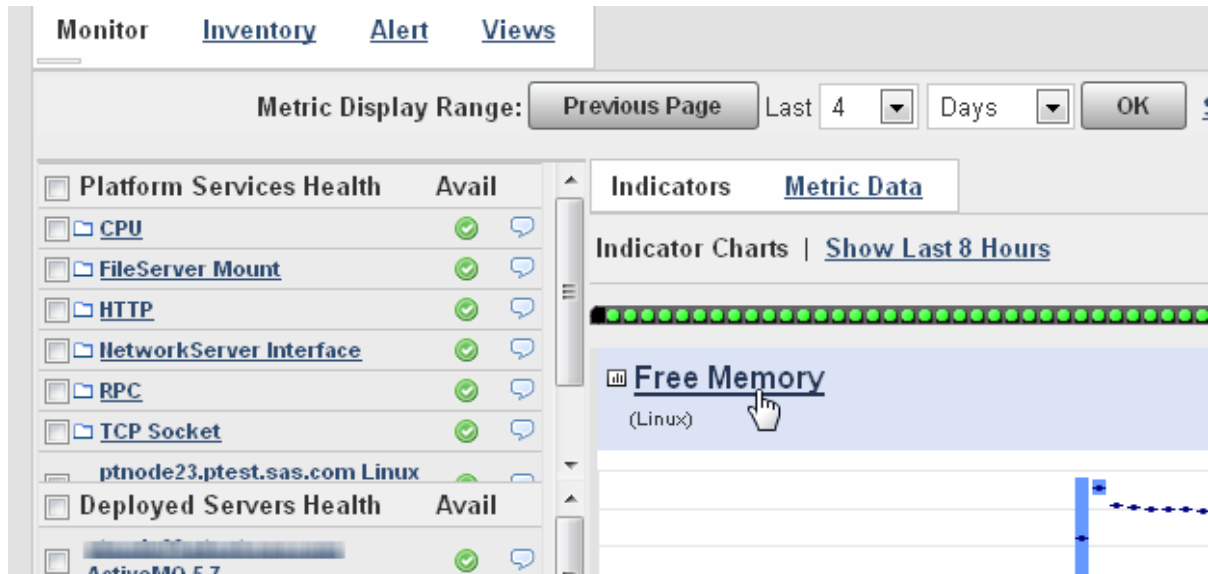 Monitor Inventory Alert Views
Metric Display Range: Previous Page Last 4 Days OK
Platform Services Health Avail
CPU
FileServer Mount
HTTP
NetworkServer Interface
RPC
TCP Socket
ptnode23.ptest.sas.com Linux
Deployed Servers Health Avail
ActiveMQ 5.7
Indicators Metric Data
Indicator Charts | Show Last 8 Hours
Free Memory
(Linux)